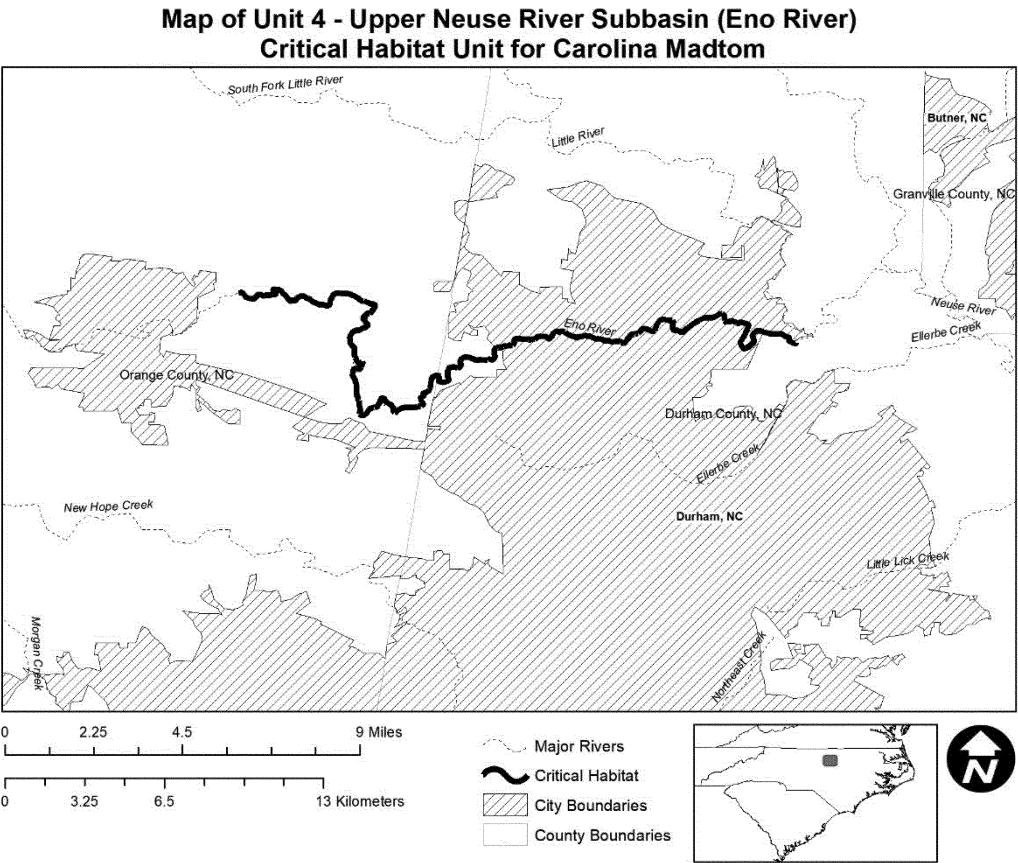 Map of Unit 4 - Upper Neuse River Subbasin (Eno River)
Critical Habitat Unit for Carolina Madtom
South Fork Little River
Butner, NC
Little River
Granville County, NC
Neuse River
Eno River
Ellerbe Creek
Orange County, NC
Durham County, NC
Ellerbe Creek
New Hope Creek
Durham, NC
Little Lick Creek
Morgan Creek
Northeast Creek
0 2.25 4.5 9 Miles
0 3.25 6.5 13 Kilometers
Major Rivers
Critical Habitat
City Boundaries
County Boundaries
N